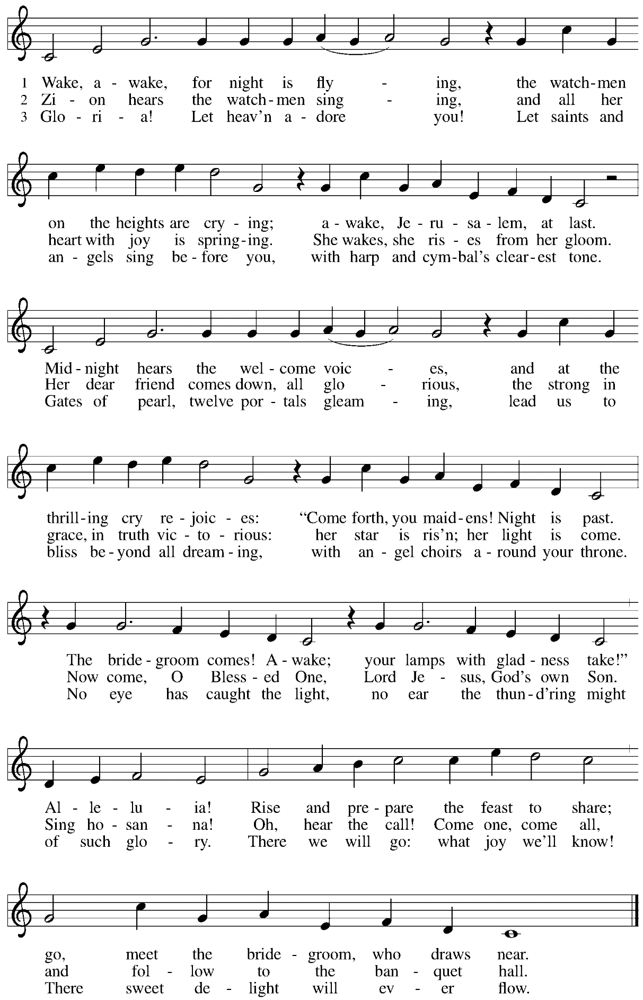 1 Wake, a - wake, for night is fly - ing, the watch - men
2 Zi - on hears the watch - men sing - ing, and all her
3 Glo - ri - a! Let heav’n a - dore you! Let saints and
on the heights are cry - ing; a - wake, Je - ru - sa - lem, at last.
heart with joy is spring - ing. She wakes, she ris - es from her gloom.
an - gels sing be - fore you, with harp and cym - bal’s clear - est tone.
Mid - night hears the wel - come voic - es, and at the
Her dear friend comes down, all glo - rious, the strong in
Gates of pearl, twelve por - tals gleam - ing, lead us to
thrill - ing cry re - joic - es: “Come forth, you maid - ens! Night is past.
grace, in truth vic - to - rious: her star is ris’n; her light is come.
bliss be - yond all dream - ing, with an - gel choirs a - round your throne.
The bride - groom comes! A - wake; your lamps with glad - ness take!”
Now come, O Bless - ed One, Lord Je - sus, God’s own Son.
No eye has caught the light, no ear the thun - d’ring might
Al - le - lu - ia! Rise and pre - pare the feast to share;
Sing ho - san - na! Oh, hear the call! Come one, come all,
of such glo - ry. There we will go: what joy we’ll know!
go, meet the bride - groom, who draws near.
and fol - low to the ban - quet hall.
There sweet de - light will ev - er flow.